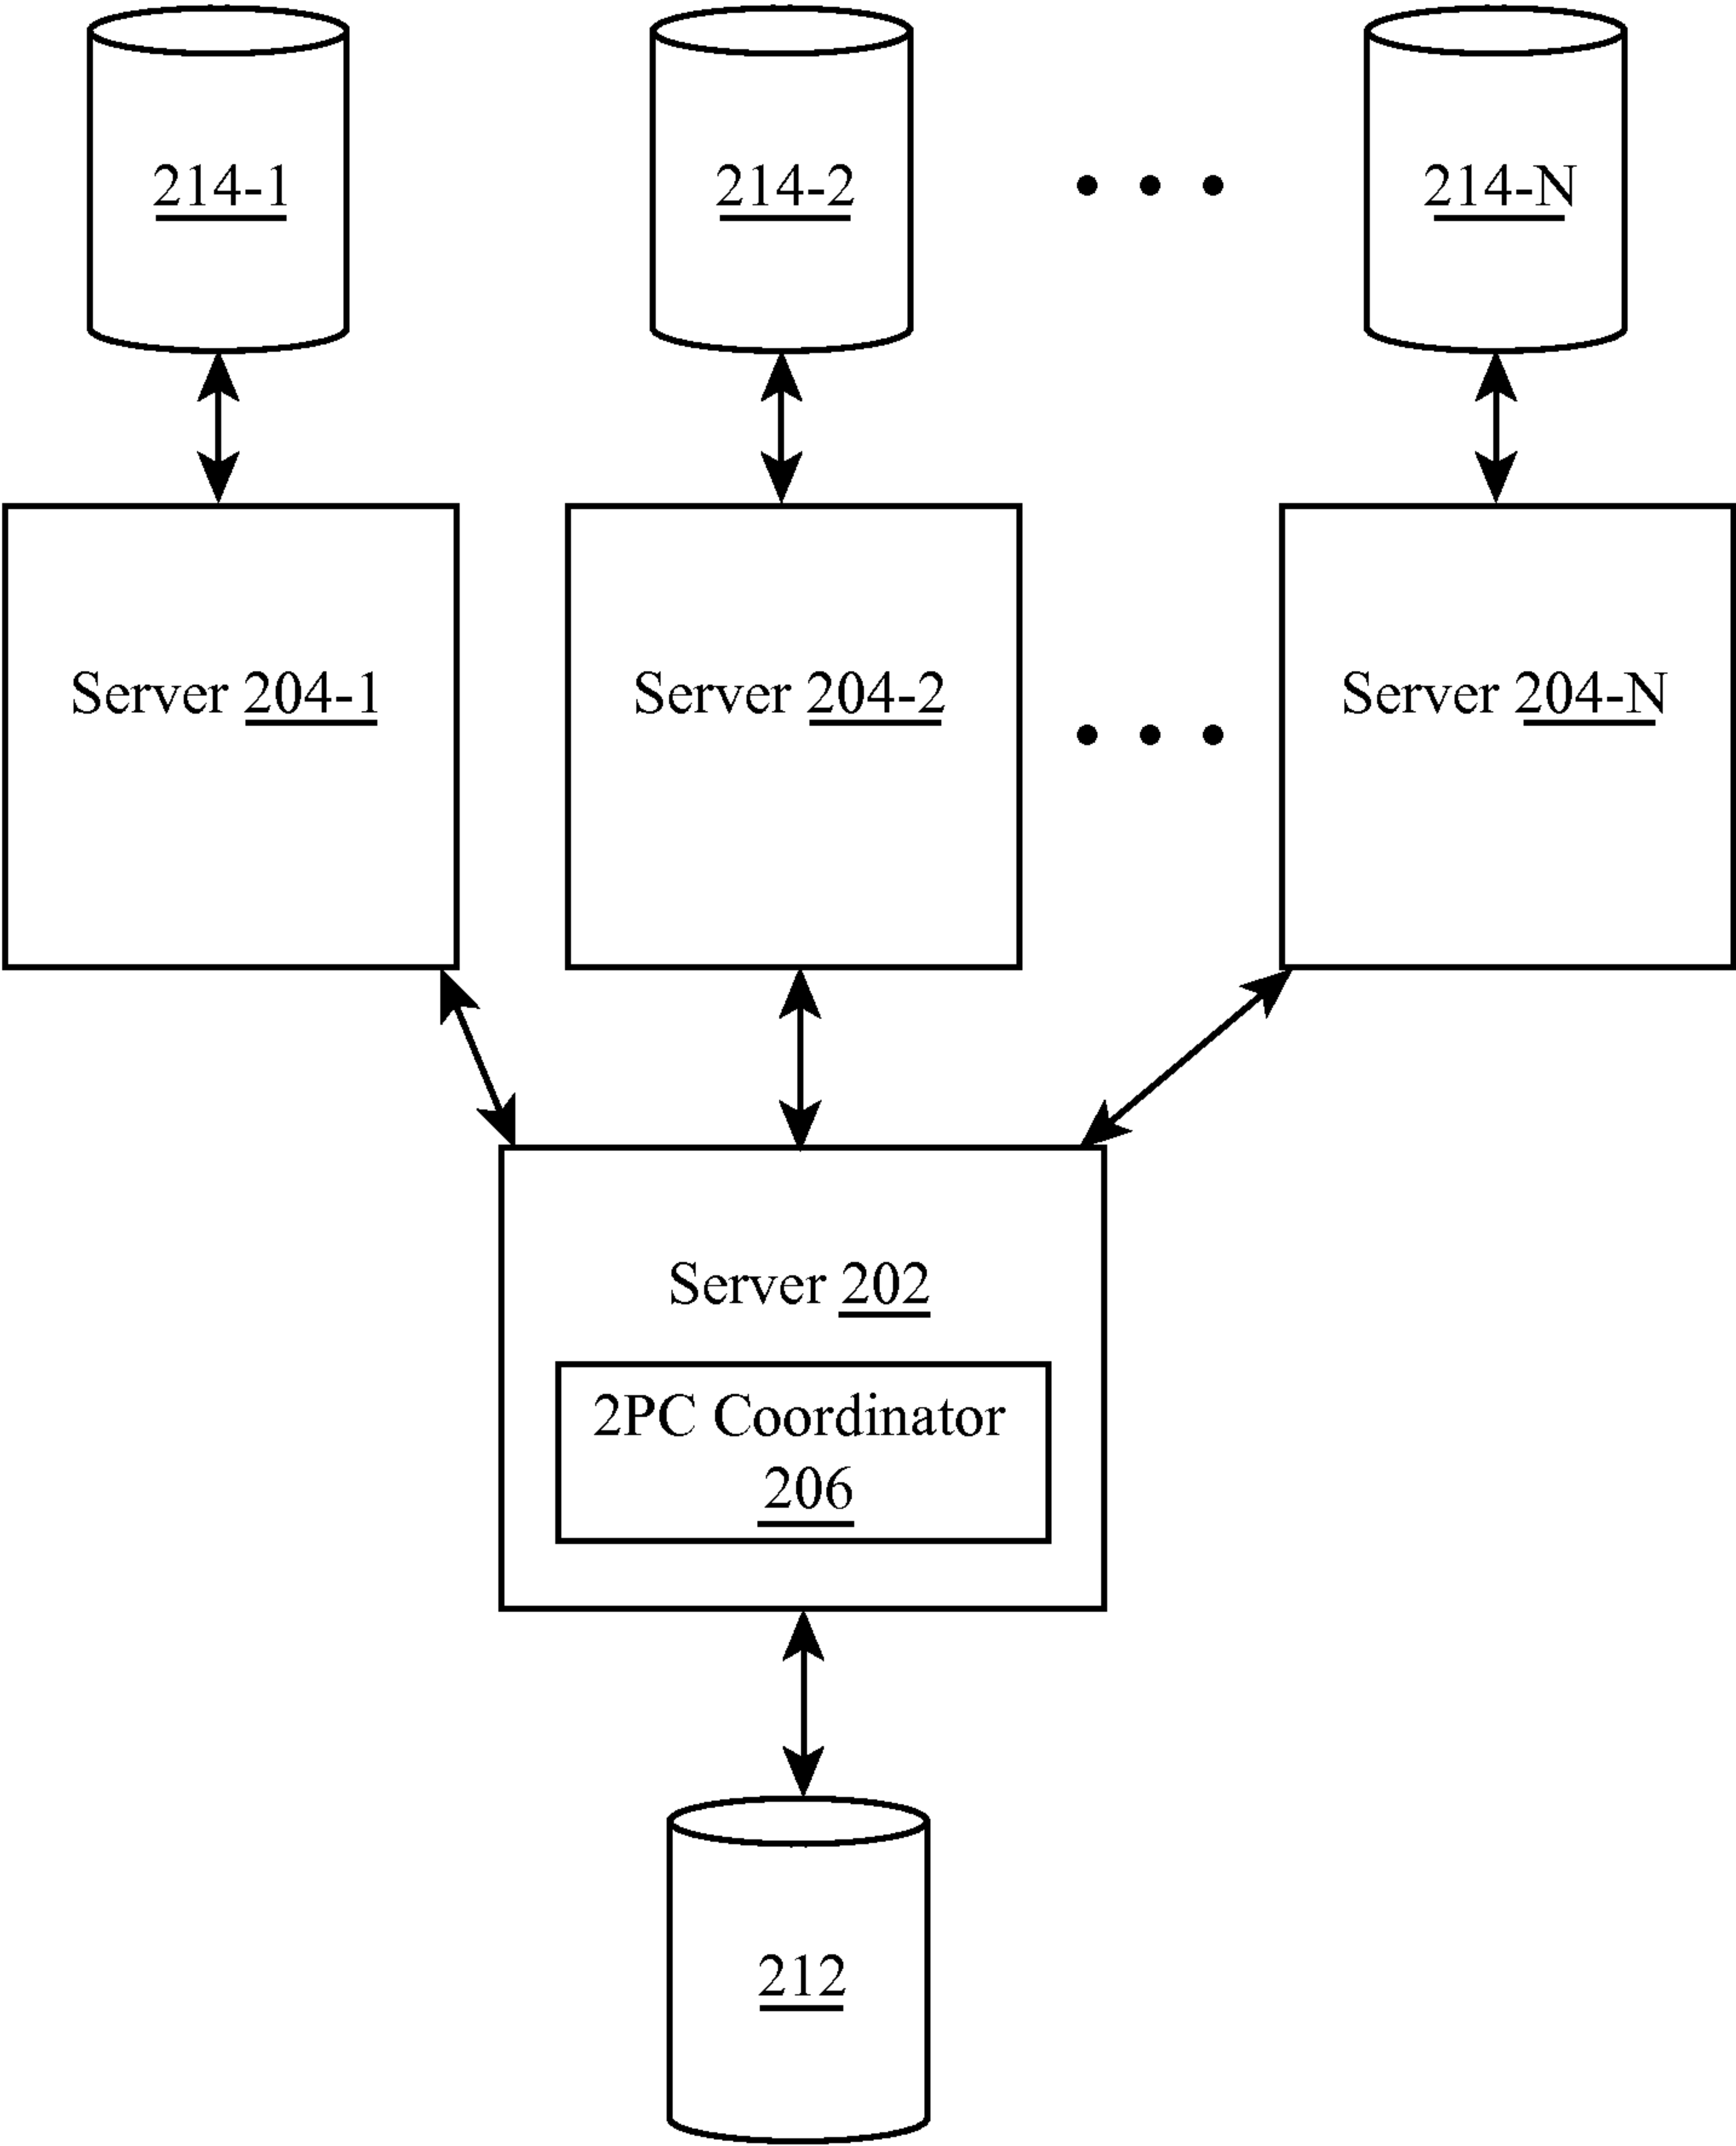 214-1
214-2
• • •
214-N
Server 204-1
Server 204-2
• • •
Server 204-N
Server 202
2PC Coordinator
206
212